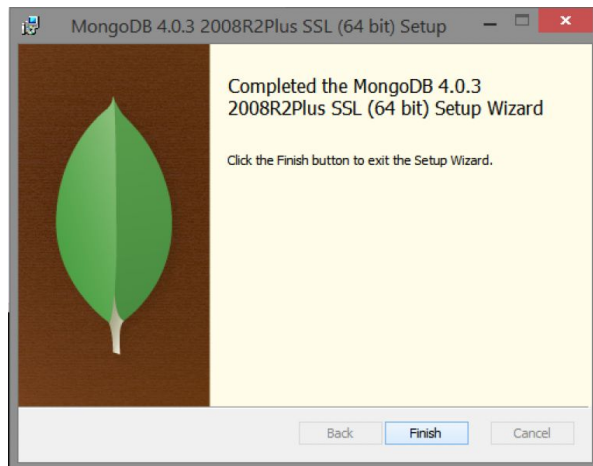 MongoDB 4.0.3 2008R2Plus SSL (64 bit) Setup
Completed the MongoDB 4.0.3
2008R2Plus SSL (64 bit) Setup Wizard
Click the Finish button to exit the Setup Wizard.
Back Finish Cancel